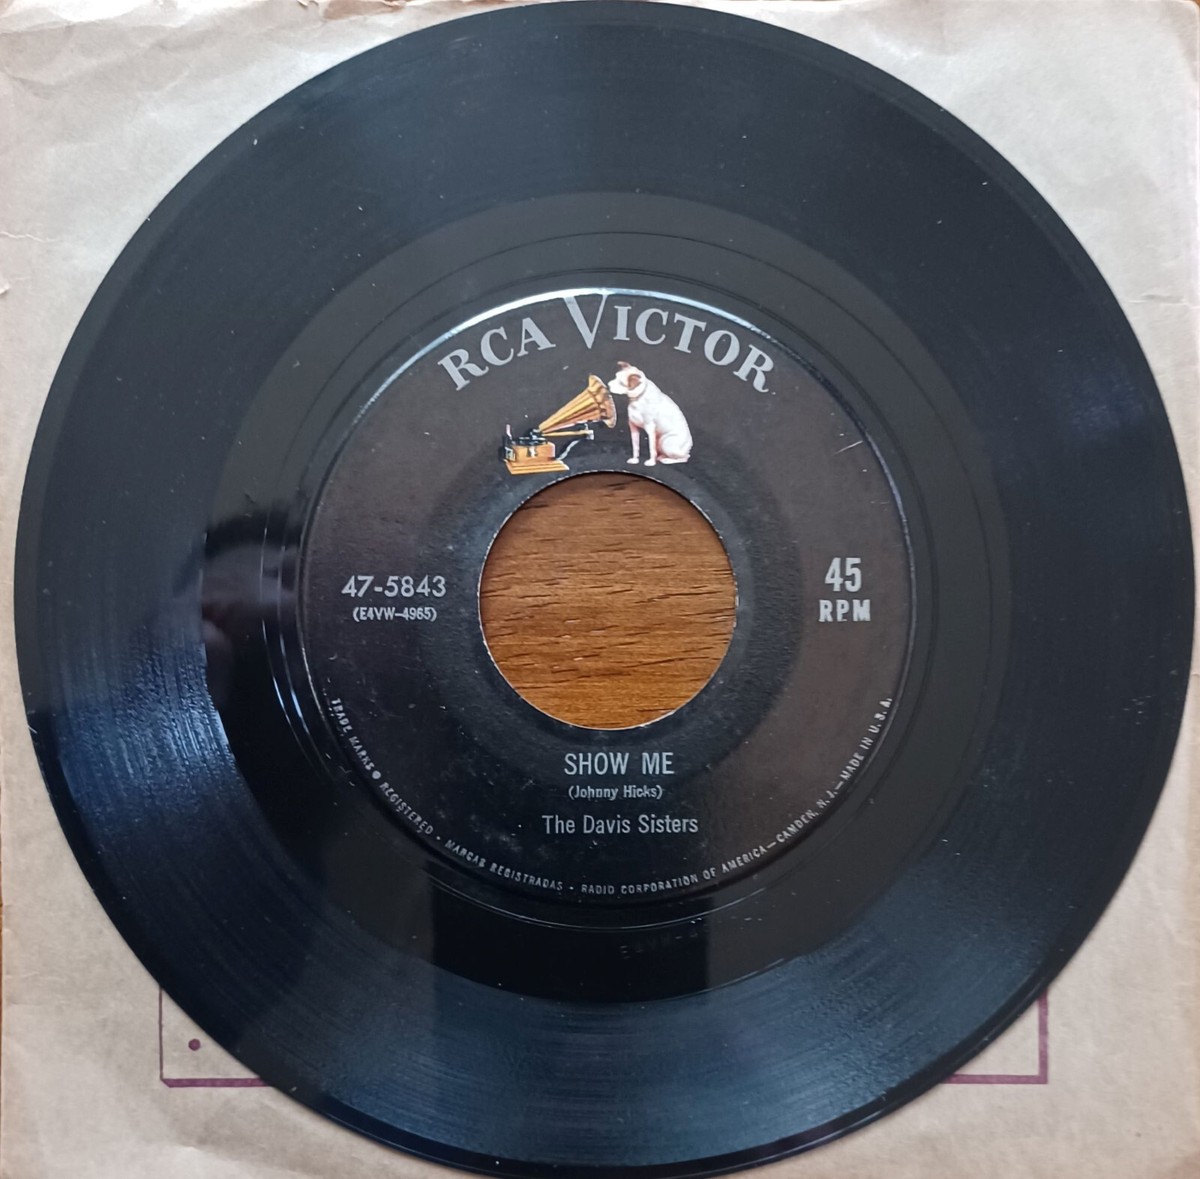 RCA VICTOR
47-5843
(E4VW-4965)
45
RPM
SHOW ME
(Johnny Hicks)
The Davis Sisters
TRADE MARKS ® REGISTERED • MARCAS REGISTRADAS • RADIO CORPORATION OF AMERICA—CAMDEN, N. J.—MADE IN U. S. A.